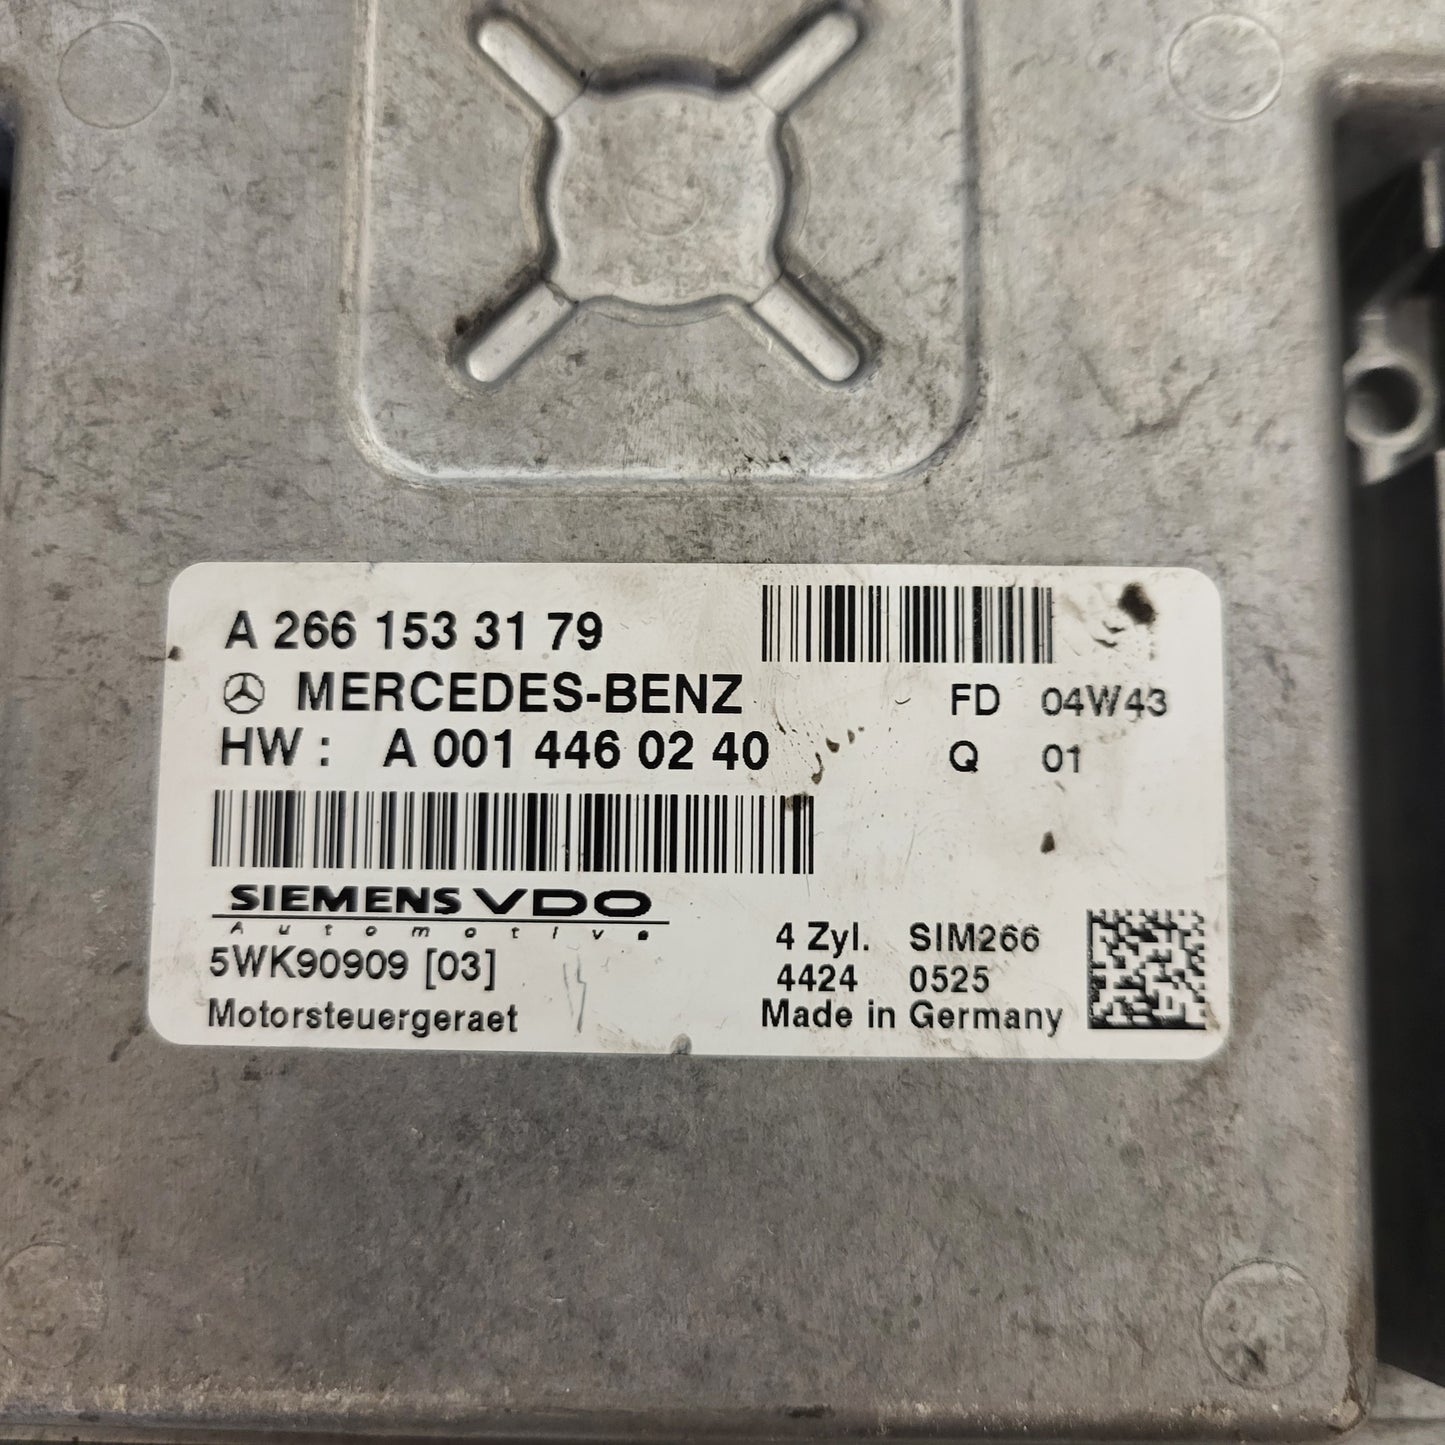 A 266 153 31 79
MERCEDES-BENZ FD 04W43
HW : A 001 446 02 40 Q 01
SIEMENS VDO
Automotive
4 Zyl. SIM266
5WK90909 [03] 4424 0525
Motorsteuergeraet Made in Germany